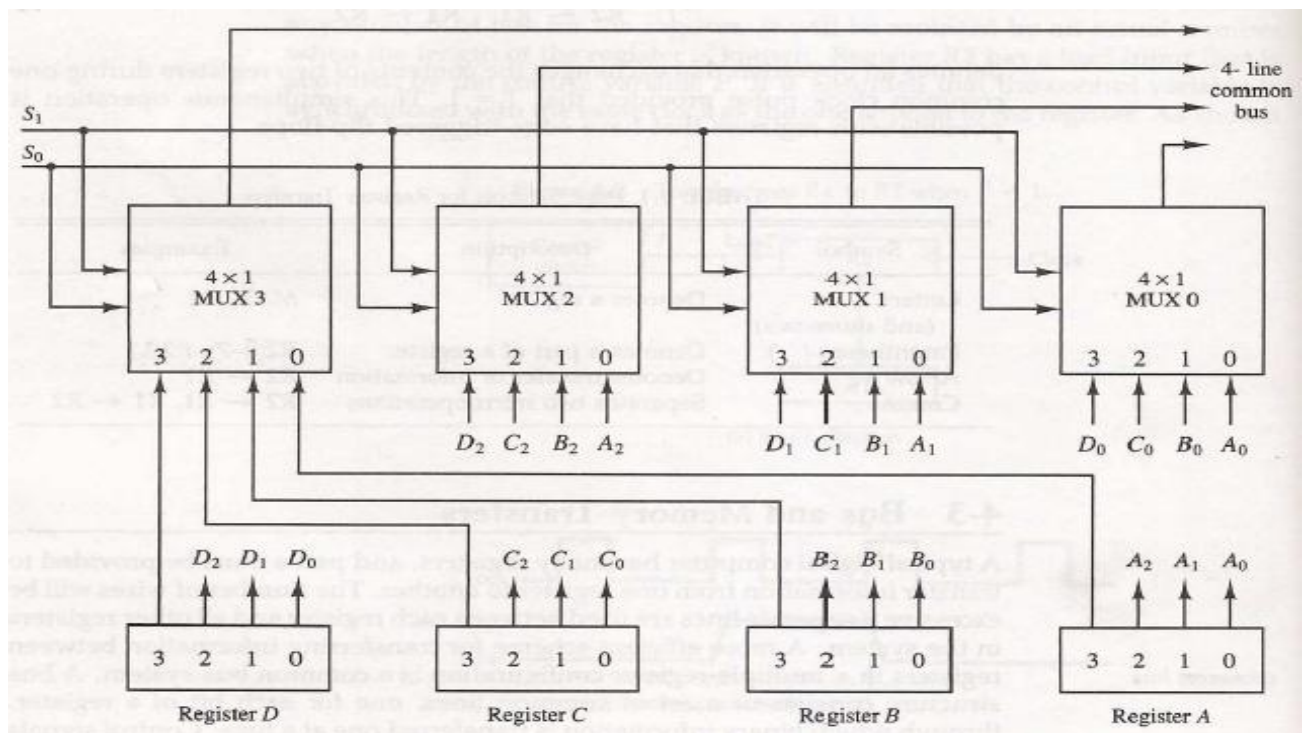 4- line
common
bus
S₁
S₀
4 × 1
MUX 3
3 2 1 0
4 × 1
MUX 2
3 2 1 0
4 × 1
MUX 1
3 2 1 0
4 × 1
MUX 0
3 2 1 0
D₂ C₂ B₂ A₂
D₁ C₁ B₁ A₁
D₀ C₀ B₀ A₀
D₂ D₁ D₀
C₂ C₁ C₀
B₂ B₁ B₀
A₂ A₁ A₀
3 2 1 0
3 2 1 0
3 2 1 0
3 2 1 0
Register D
Register C
Register B
Register A